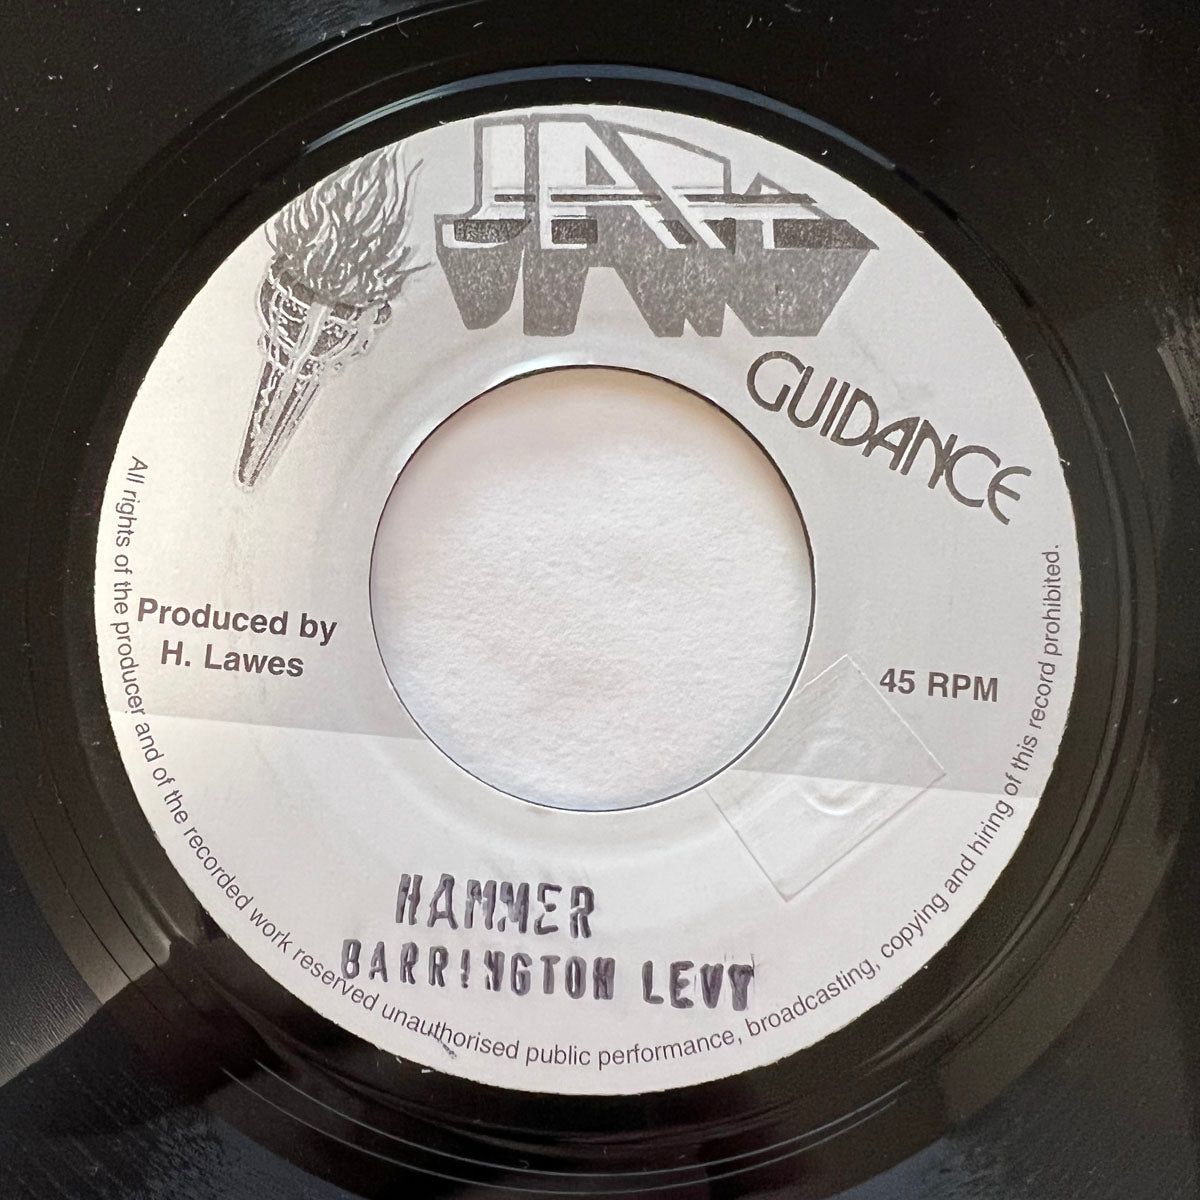 JAH
GUIDANCE
Produced by
H. Lawes
45 RPM
HAMMER
BARRINGTON LEVY
All rights of the producer and of the recorded work reserved unauthorised public performance, broadcasting, copying and hiring of this record prohibited.